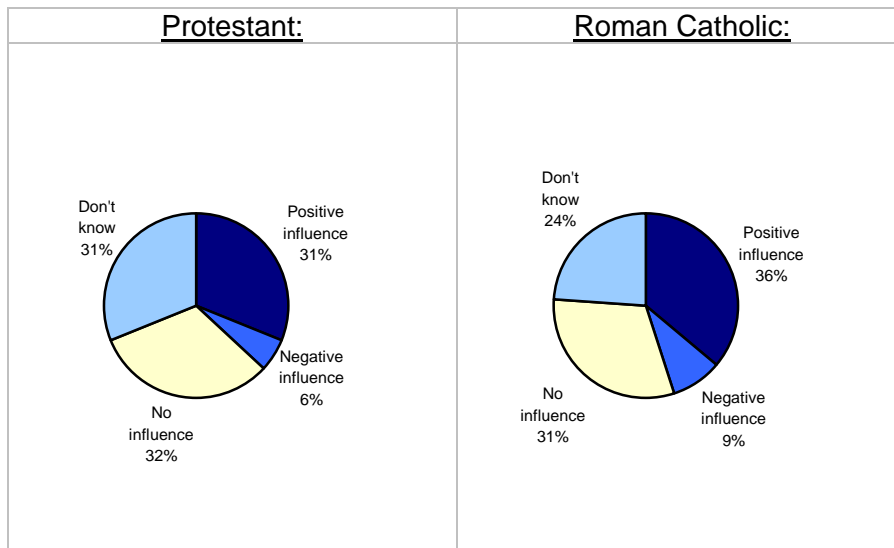 Protestant:
Roman Catholic:
Don't
know
31%
Positive
influence
31%
Negative
influence
6%
No
influence
32%
Don't
know
24%
Positive
influence
36%
Negative
influence
9%
No
influence
31%